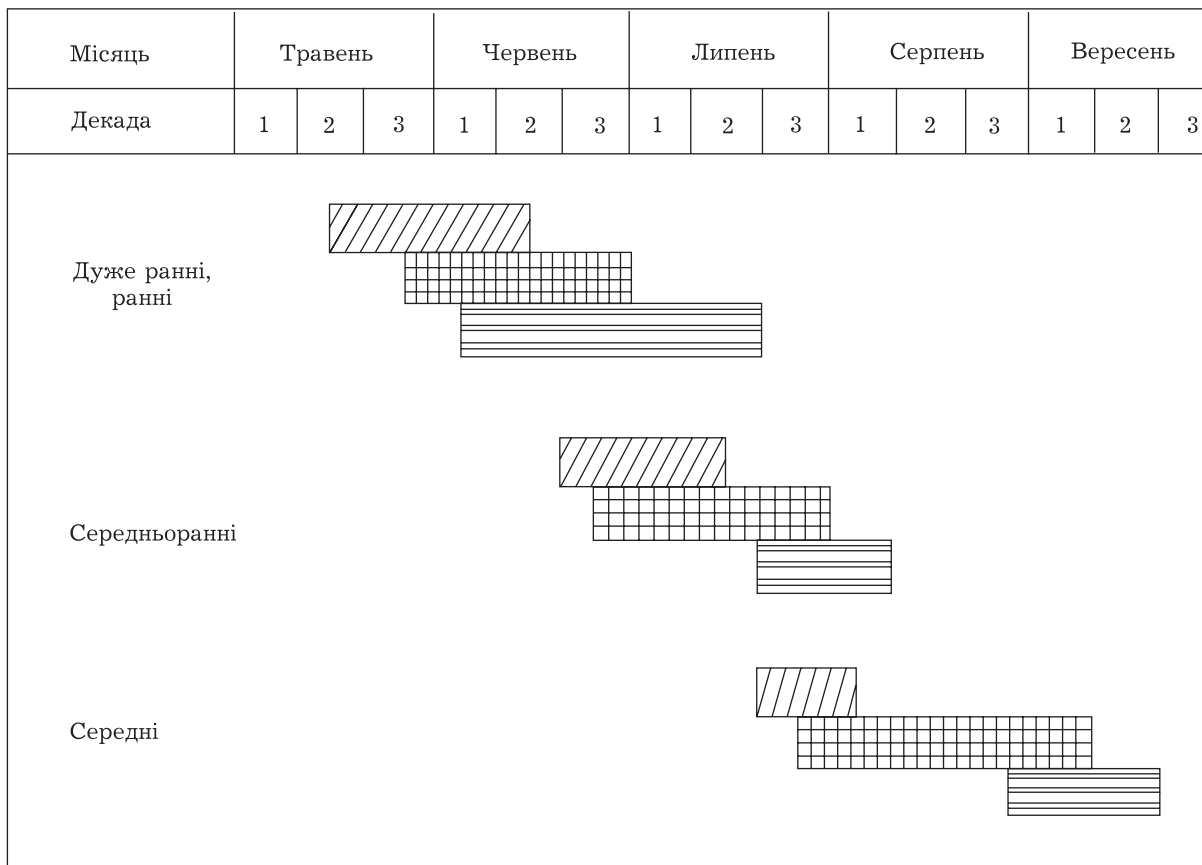 Місяць Травень Червень Липень Серпень Вересень
Декада 1 2 3 1 2 3 1 2 3 1 2 3 1 2 3
Дуже ранні,
ранні
Середньоранні
Середні